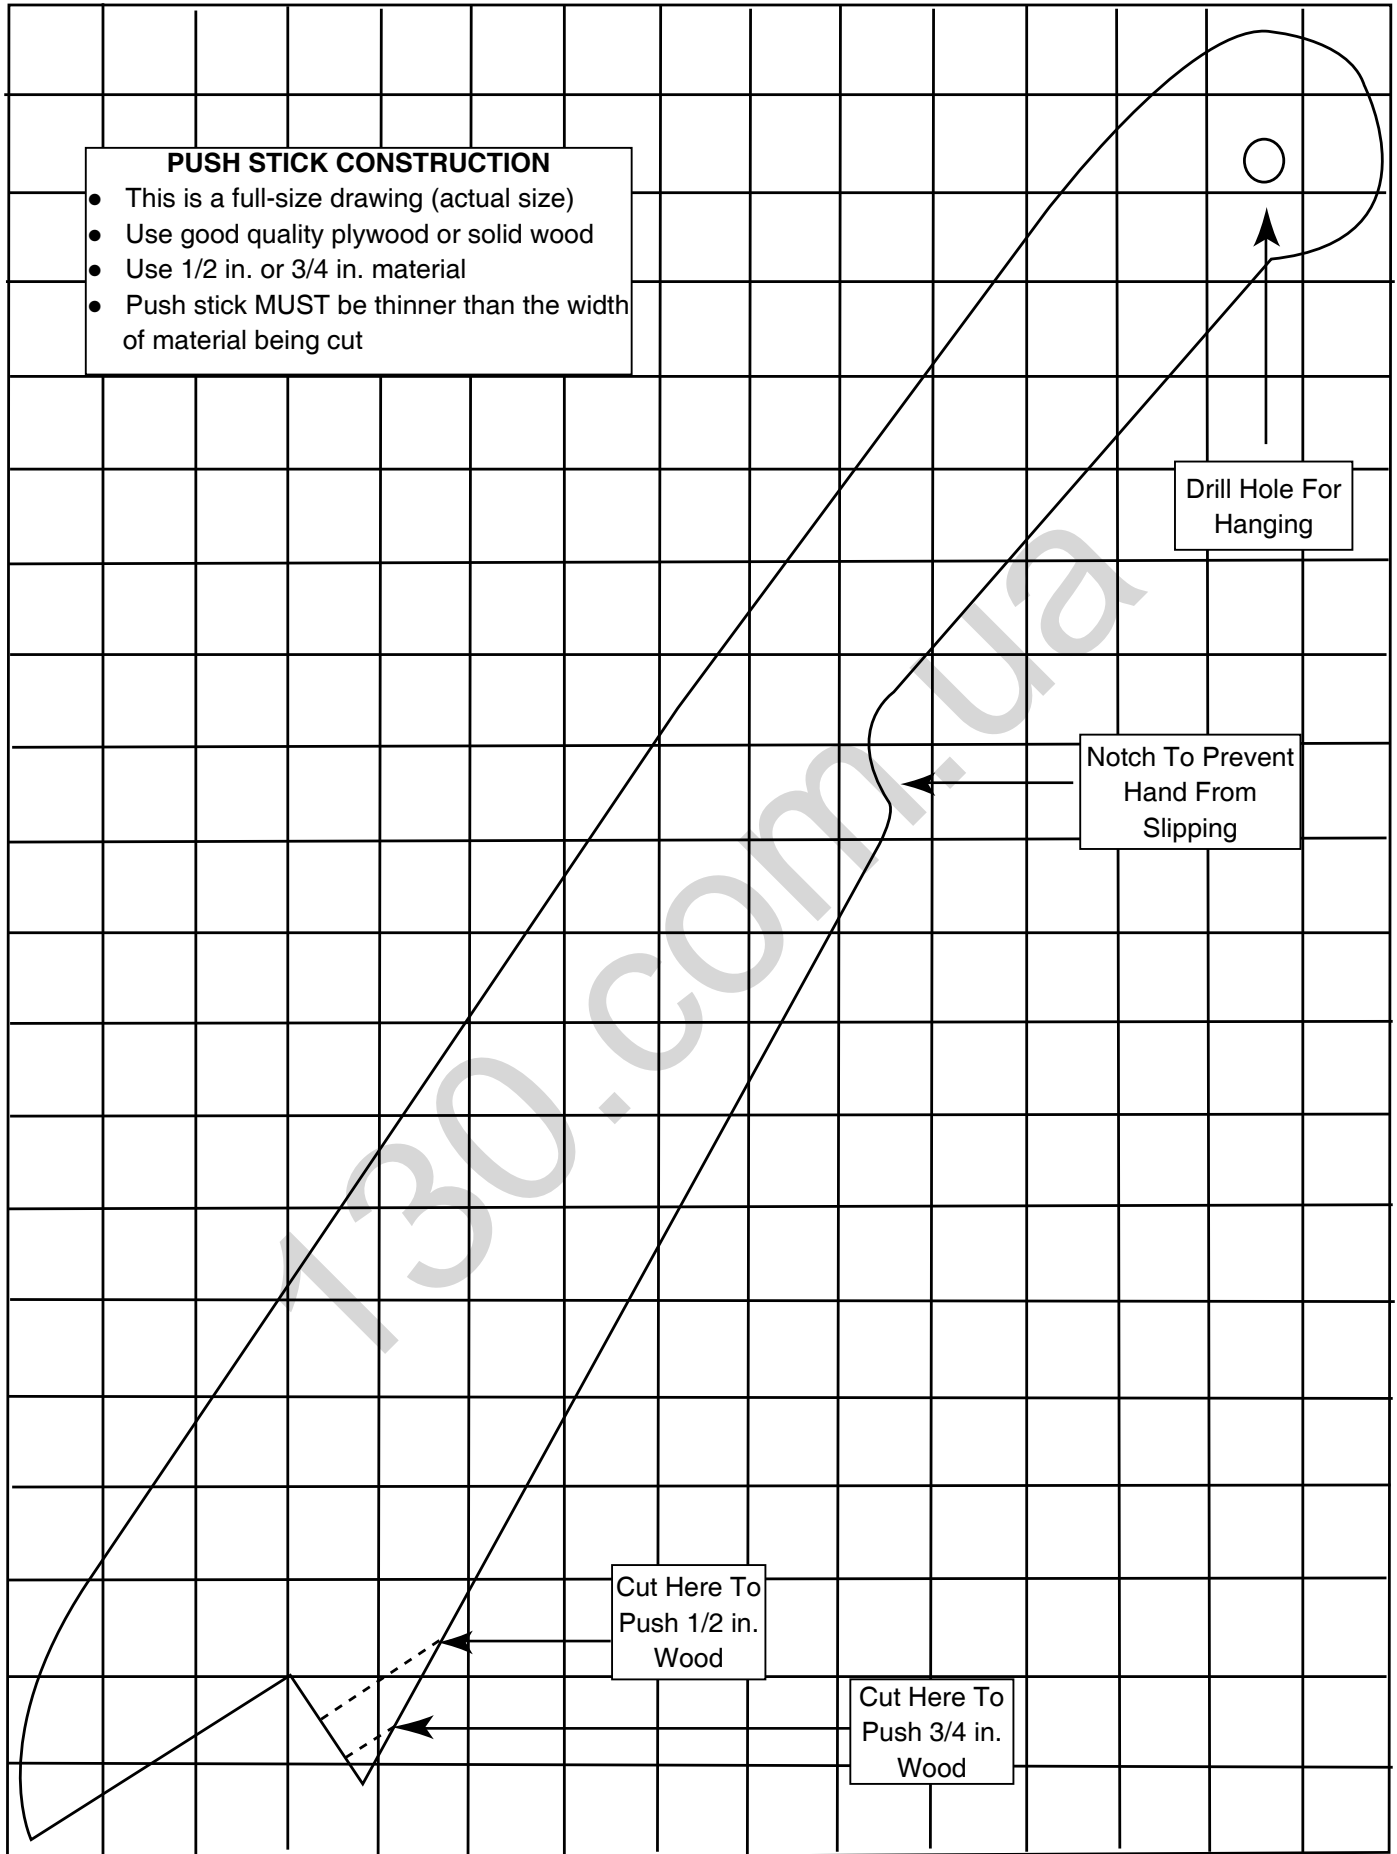 PUSH STICK CONSTRUCTION
● This is a full-size drawing (actual size)
● Use good quality plywood or solid wood
● Use 1/2 in. or 3/4 in. material
● Push stick MUST be thinner than the width
of material being cut
Drill Hole For
Hanging
Notch To Prevent
Hand From
Slipping
130.com.ua
Cut Here To
Push 1/2 in.
Wood
Cut Here To
Push 3/4 in.
Wood